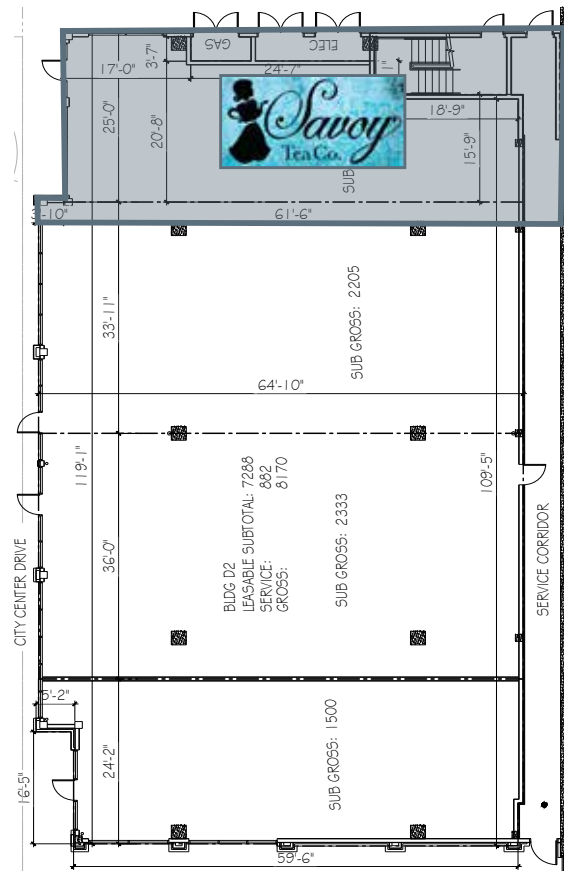 GAS
ELEC
17'-0"
3'-7"
24'-7"
25'-0"
20'-8"
Savoy
Tea Co.
18'-9"
15'-9"
SUB
61'-6"
33'-11"
SUB GROSS: 2205
64'-10"
119'-1"
109'-5"
BLDG D2
LEASABLE SUBTOTAL: 7288
SERVICE: 882
GROSS: 8170
SUB GROSS: 2333
36'-0"
CITY CENTER DRIVE
SERVICE CORRIDOR
5'-2"
24'-2"
SUB GROSS: 1500
16'-5"
59'-6"